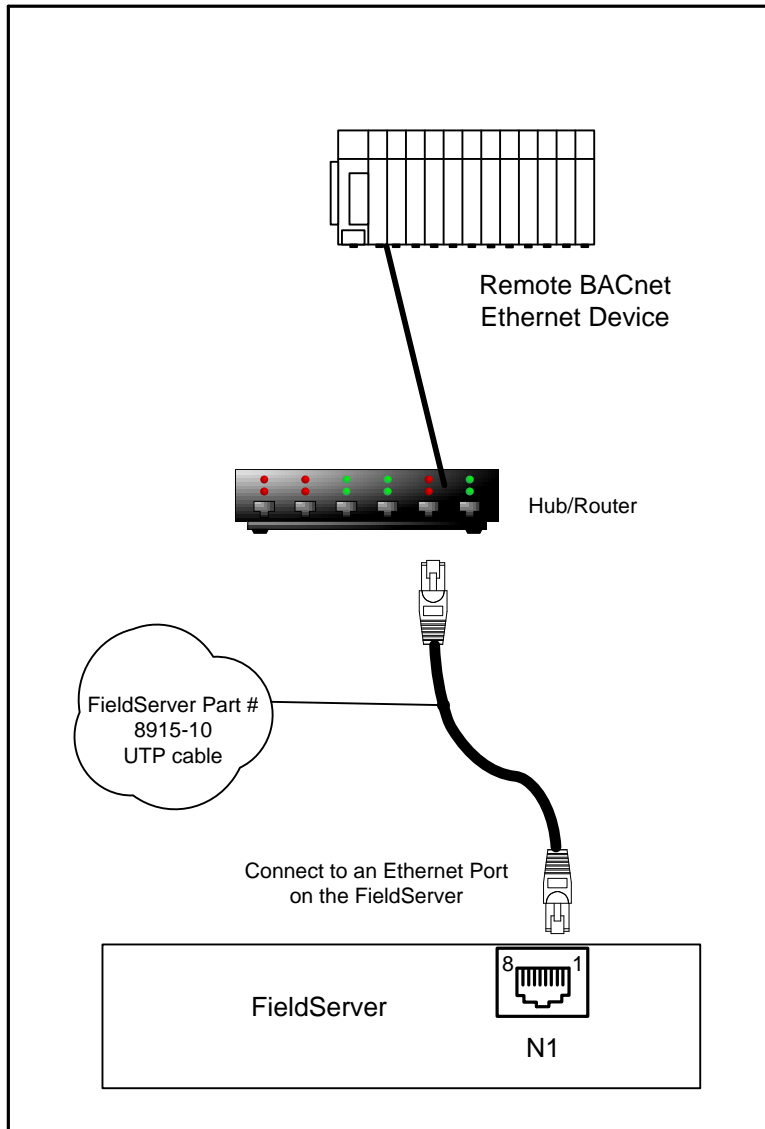 Remote BACnet
Ethernet Device
Hub/Router
FieldServer Part #
8915-10
UTP cable
Connect to an Ethernet Port
on the FieldServer
8 1
FieldServer
N1